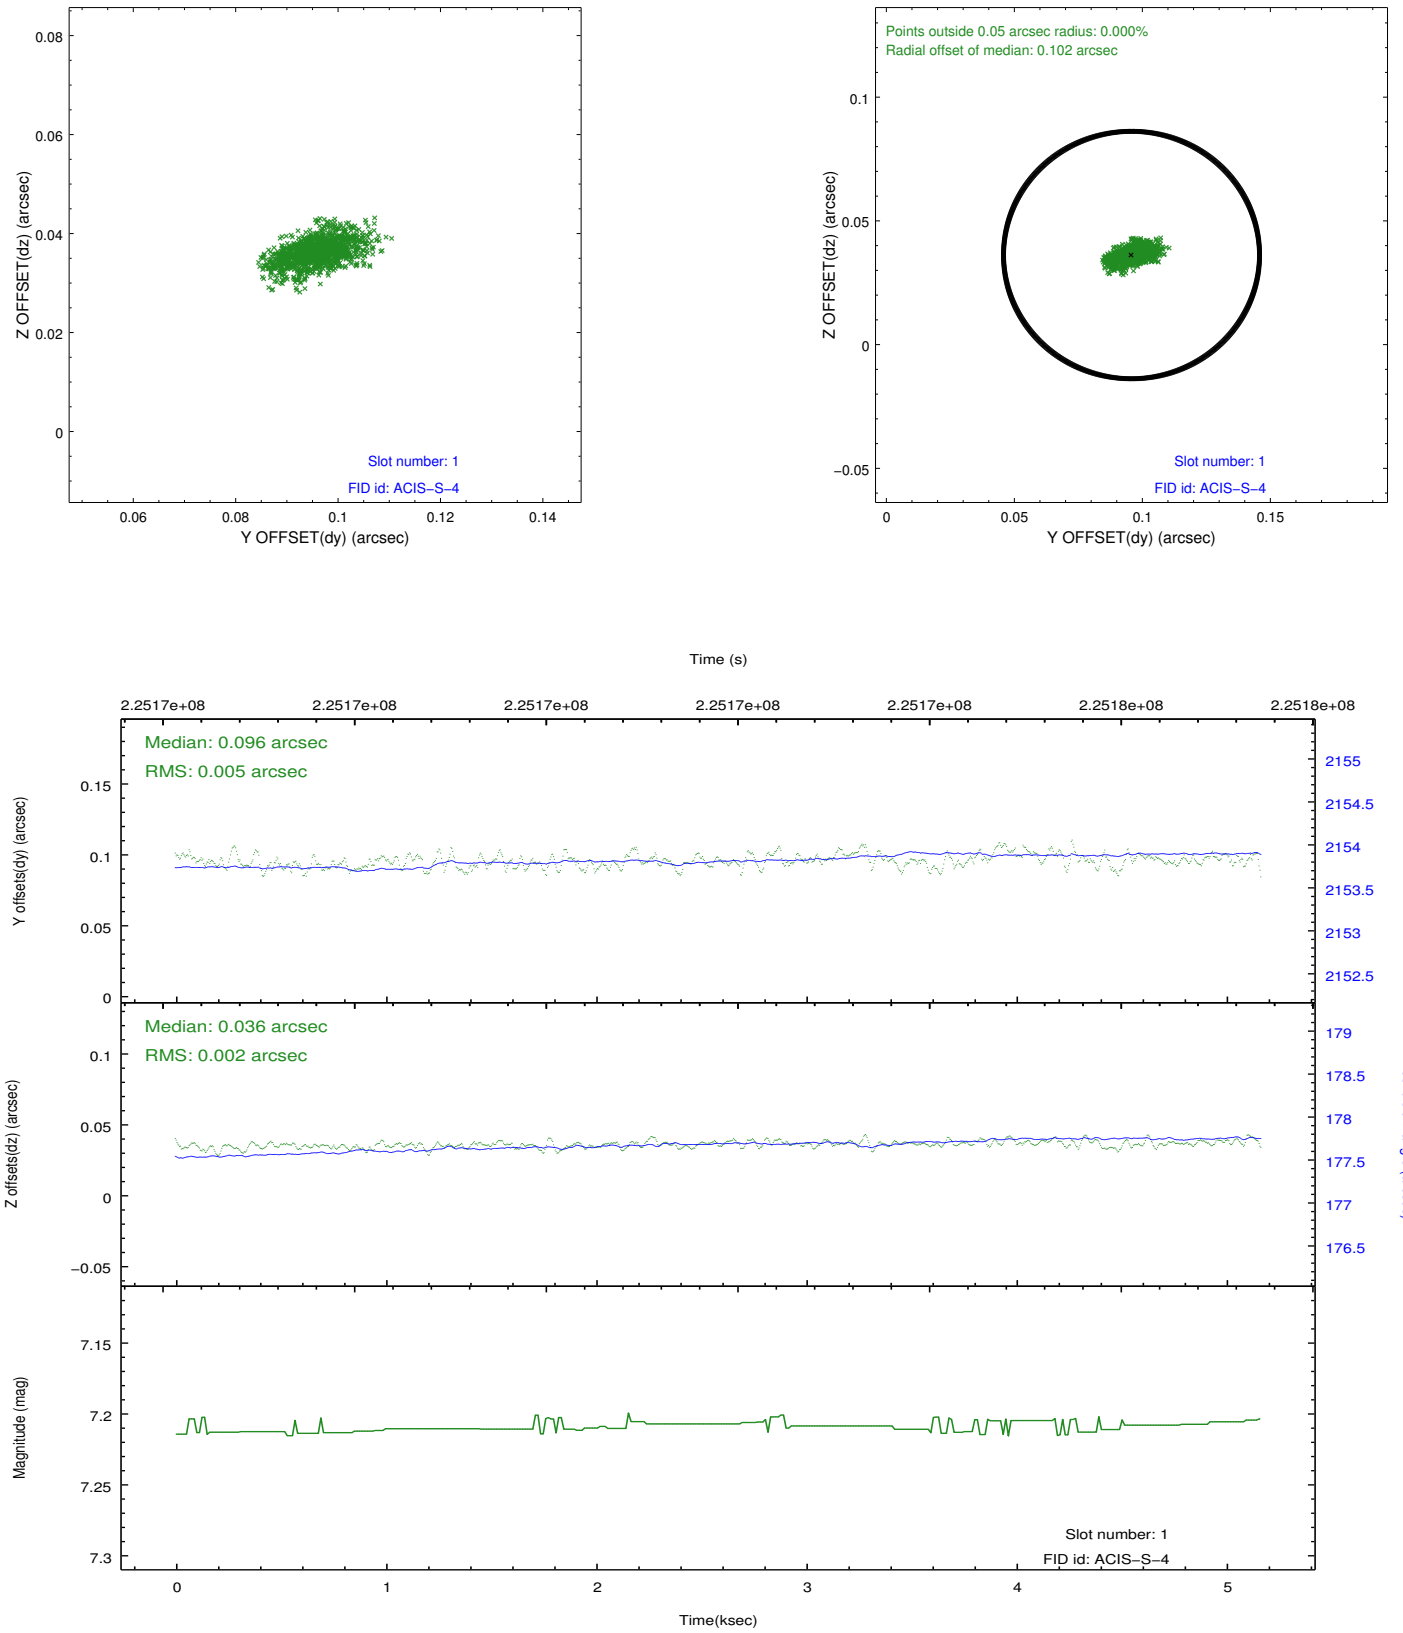 0.08
0.06
0.04
0.02
0
Z OFFSET(dz) (arcsec)
Slot number: 1
FID id: ACIS−S−4
0.06
0.08
0.1
0.12
0.14
Y OFFSET(dy) (arcsec)
Points outside 0.05 arcsec radius: 0.000%
Radial offset of median: 0.102 arcsec
0.1
0.05
0
−0.05
Z OFFSET(dz) (arcsec)
Slot number: 1
FID id: ACIS−S−4
0
0.05
0.1
0.15
Y OFFSET(dy) (arcsec)
Time (s)
2.2517e+08
2.2517e+08
2.2517e+08
2.2517e+08
2.2517e+08
2.2518e+08
2.2518e+08
Median: 0.096 arcsec
RMS: 0.005 arcsec
0.15
0.1
0.05
0
Y offsets(dy) (arcsec)
2155
2154.5
2154
2153.5
2153
2152.5
Median: 0.036 arcsec
RMS: 0.002 arcsec
0.1
0.05
0
−0.05
Z offsets(dz) (arcsec)
179
178.5
178
177.5
177
176.5
7.15
7.2
7.25
7.3
Magnitude (mag)
Slot number: 1
FID id: ACIS−S−4
0
1
2
3
4
5
Time(ksec)